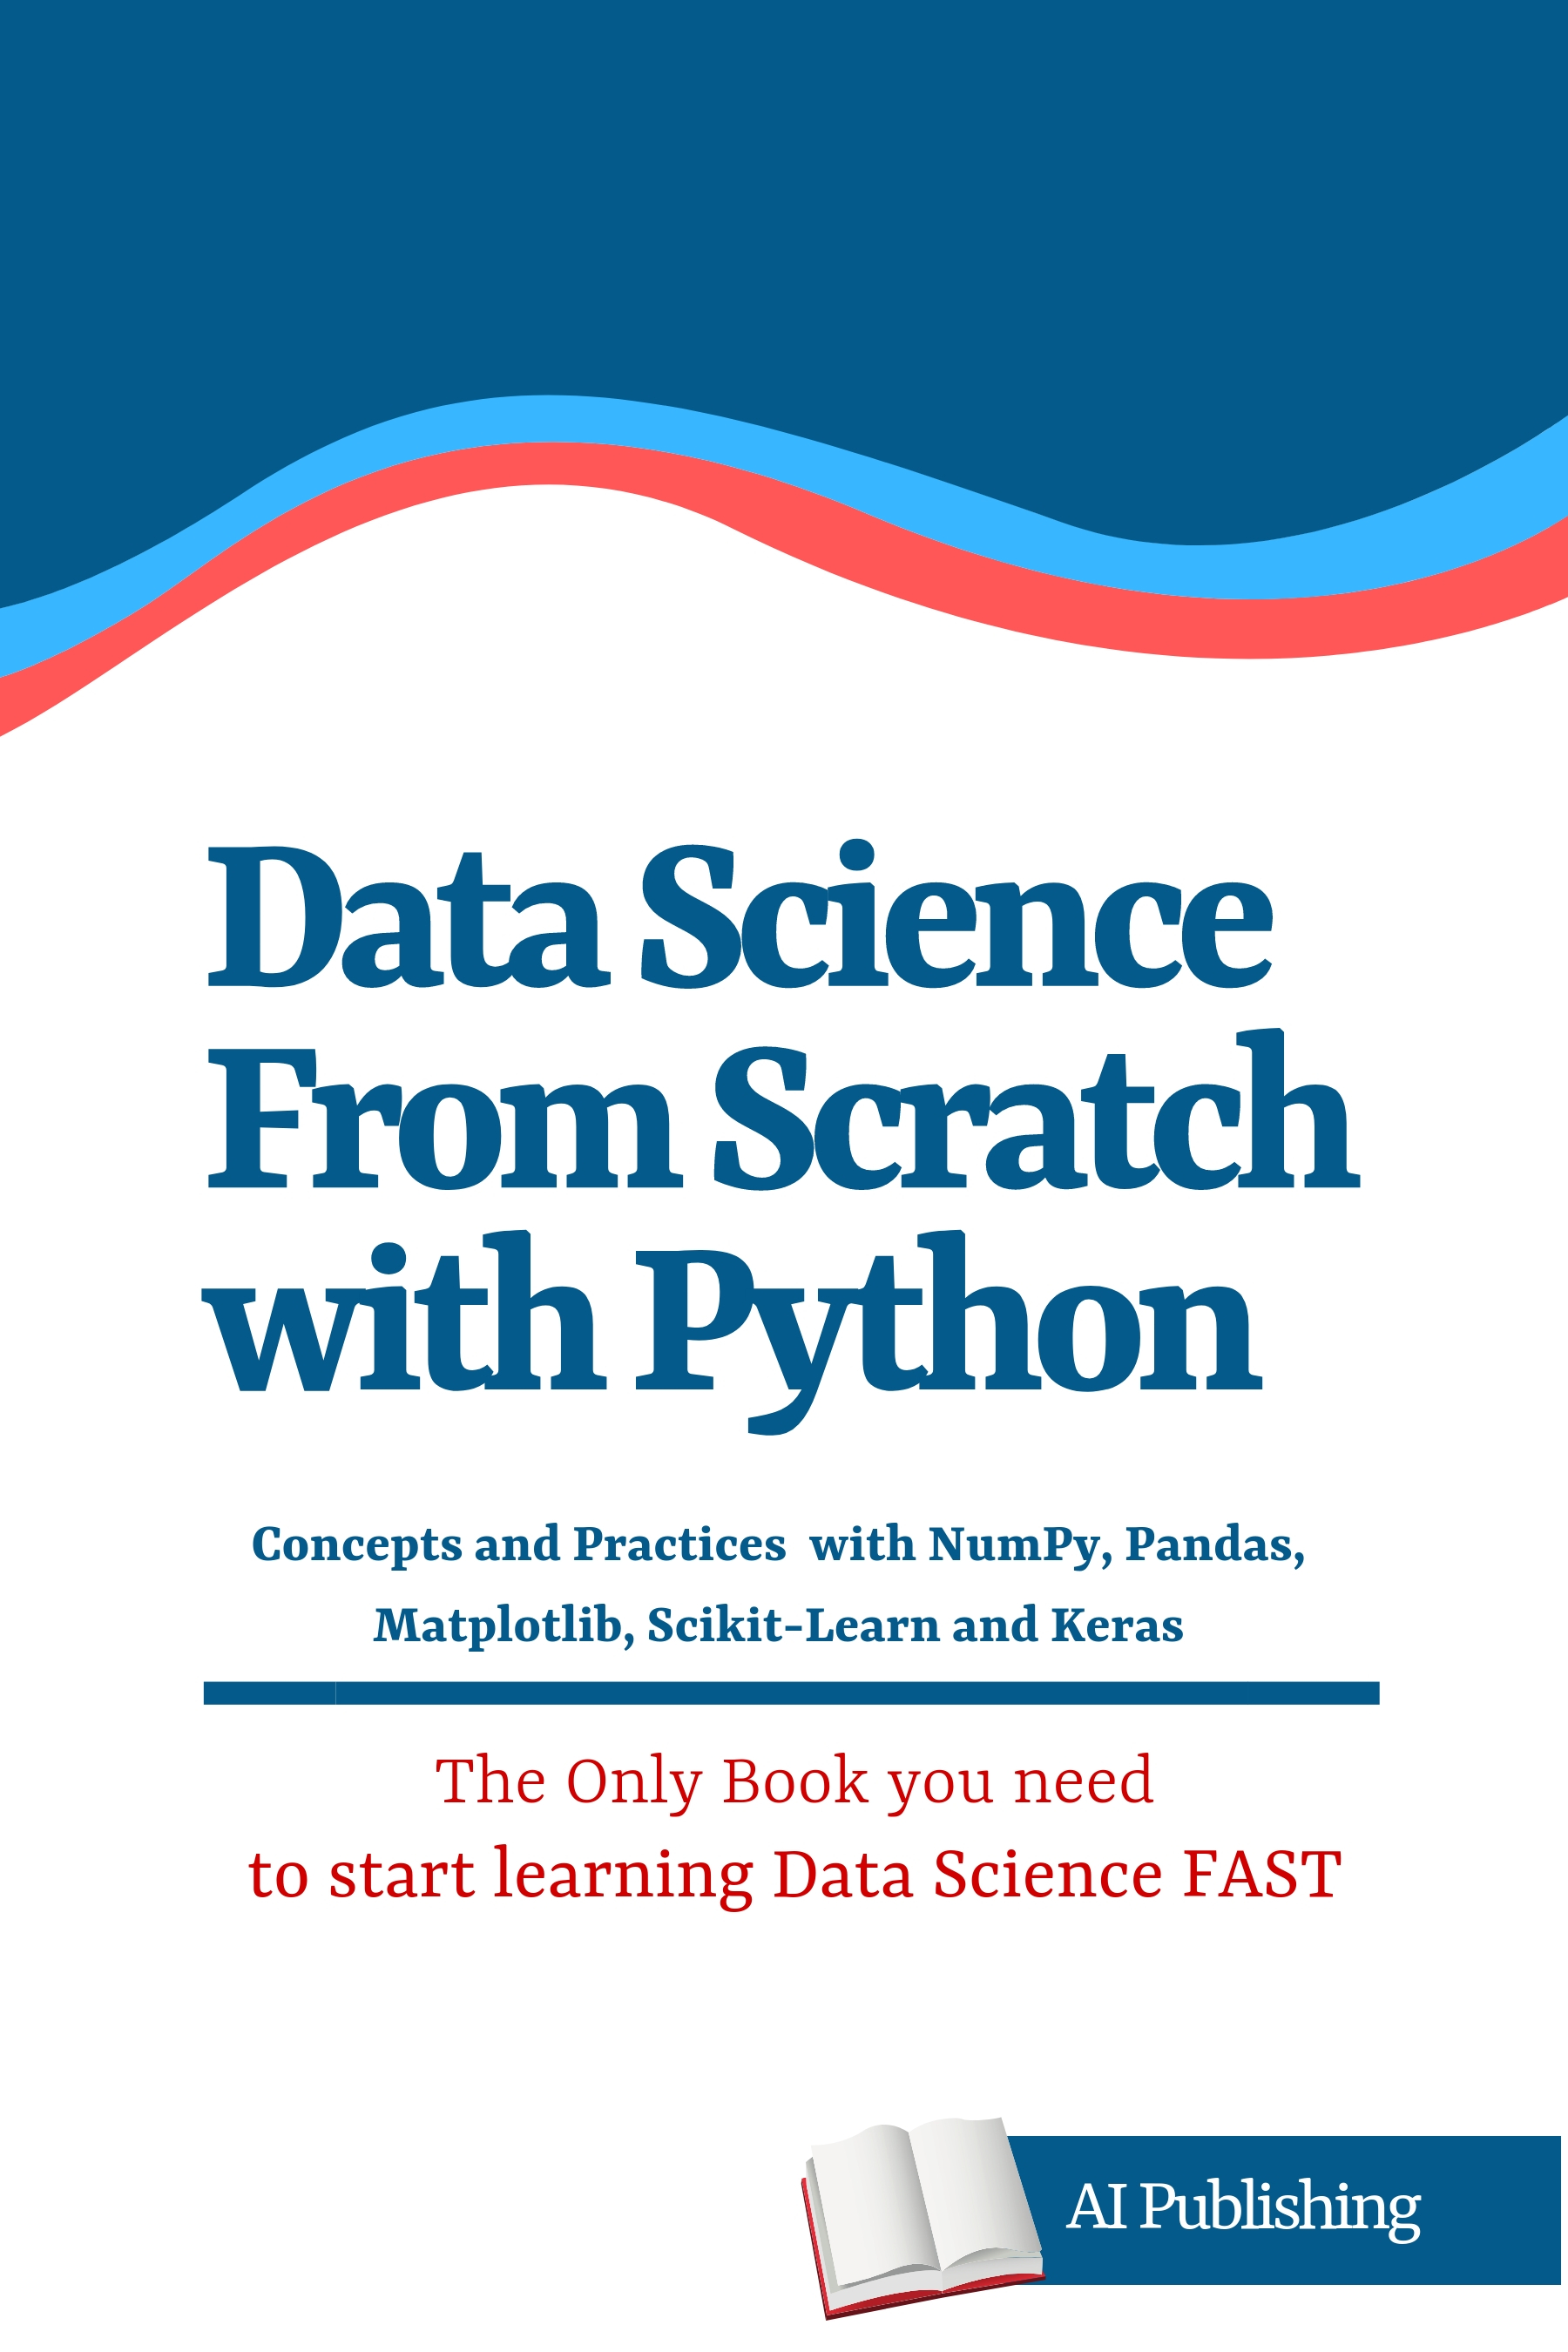 Data Science
From Scratch
with Python
Concepts and Practices with NumPy, Pandas,
Matplotlib, Scikit-Learn and Keras
The Only Book you need
to start learning Data Science FAST
AI Publishing